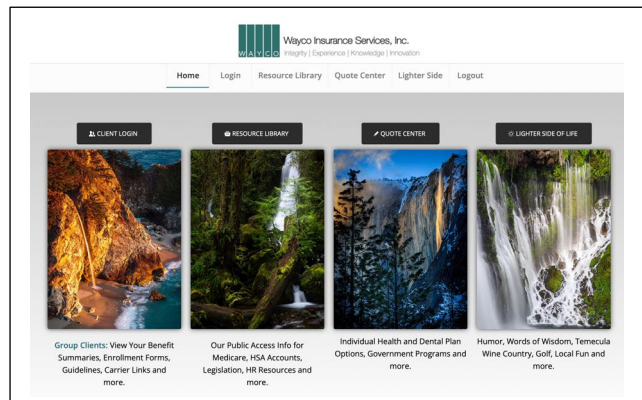 WAYCO
Wayco Insurance Services, Inc.
Integrity | Experience | Knowledge | Innovation
Home Login Resource Library Quote Center Lighter Side Logout
CLIENT LOGIN
RESOURCE LIBRARY
QUOTE CENTER
LIGHTER SIDE OF LIFE
Group Clients: View Your Benefit
Summaries, Enrollment Forms,
Guidelines, Carrier Links and
more.
Our Public Access Info for
Medicare, HSA Accounts,
Legislation, HR Resources and
more.
Individual Health and Dental Plan
Options, Government Programs and
more.
Humor, Words of Wisdom, Temecula
Wine Country, Golf, Local Fun and
more.